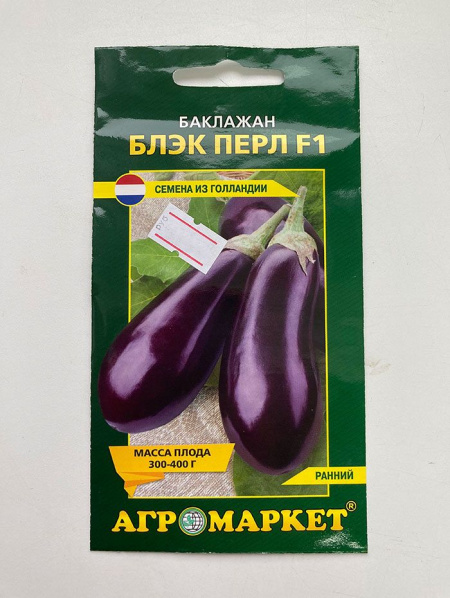 БАКЛАЖАН
БЛЭК ПЕРЛ F1
СЕМЕНА ИЗ ГОЛЛАНДИИ
МАССА ПЛОДА
300-400 Г
РАННИЙ
АГРОМАРКЕТ®